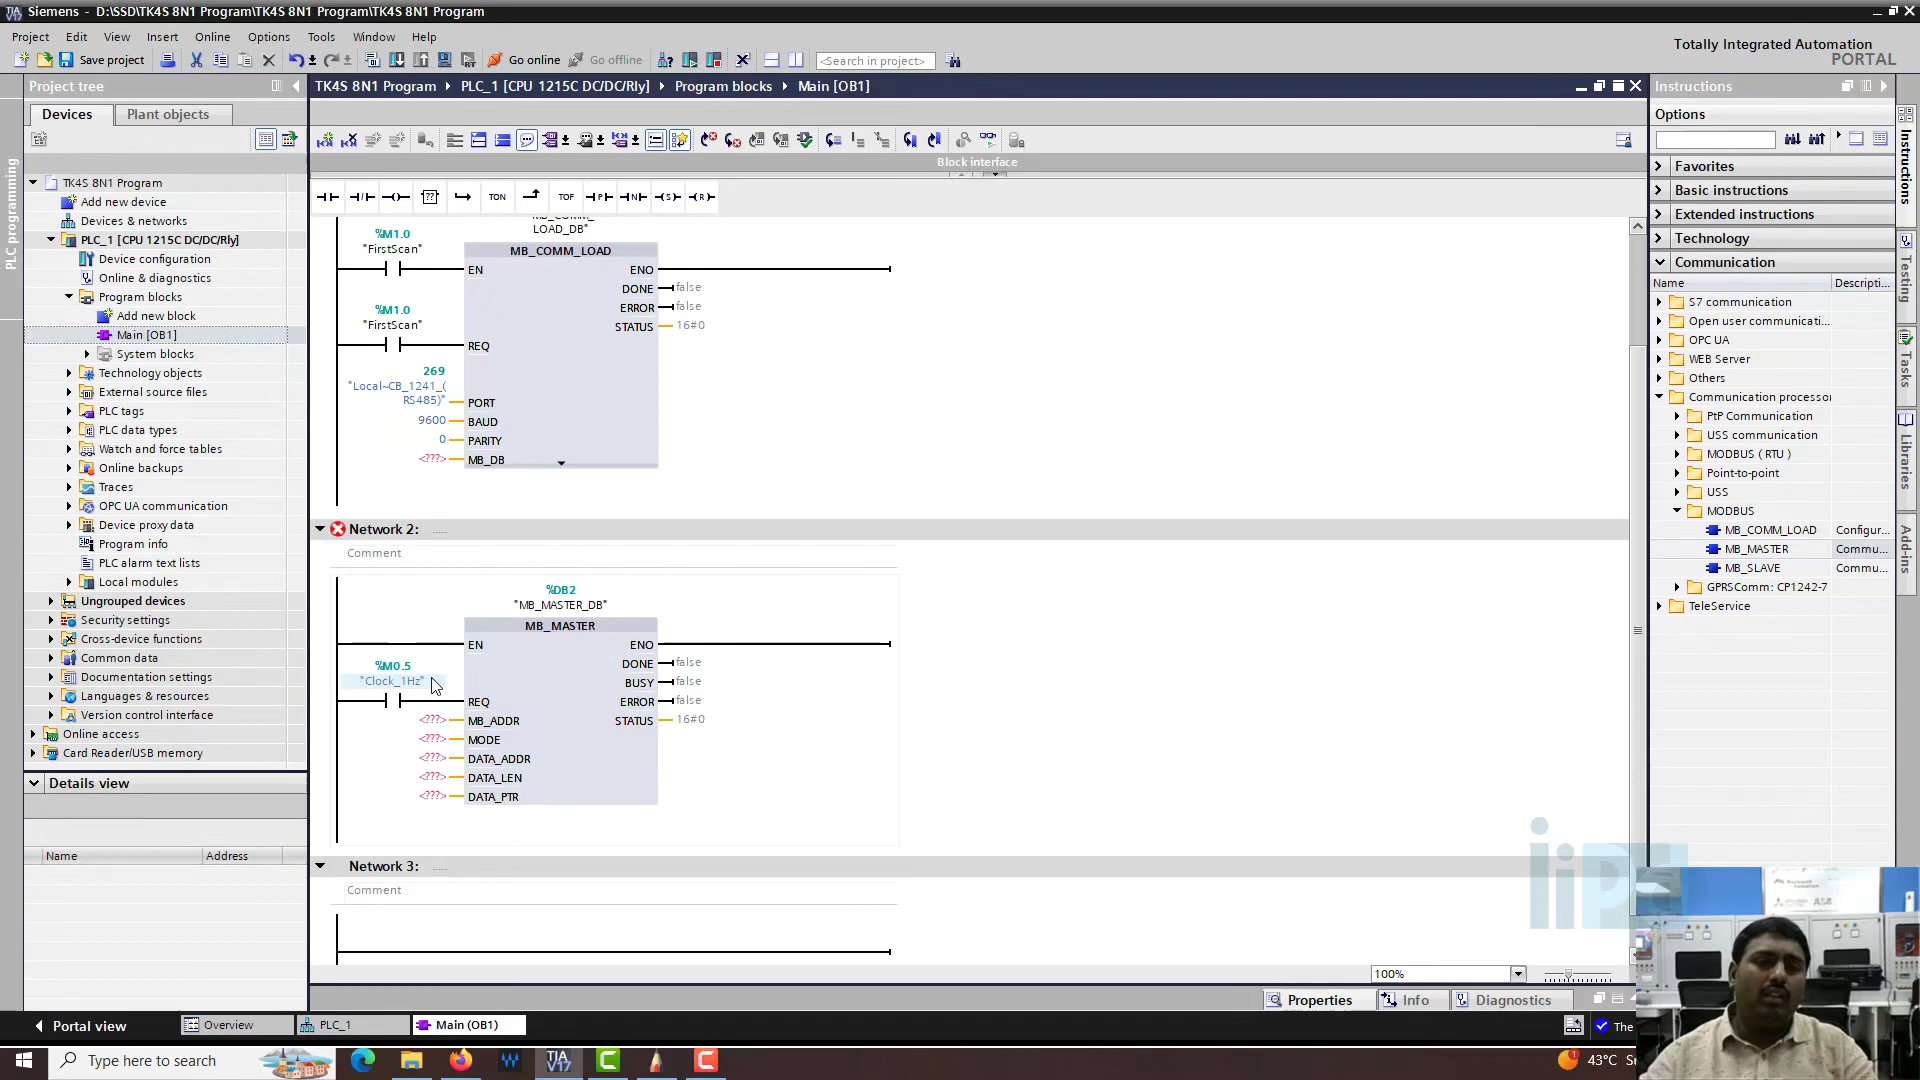 Siemens - D:\SSD\TK4S 8N1 Program\TK4S 8N1 Program\TK4S 8N1 Program
Project Edit View Insert Online Options Tools Window Help
Totally Integrated Automation
PORTAL
Save project
Go online
Go offline
<Search in project>
Project tree
Devices
Plant objects
PLC programming
TK4S 8N1 Program
Add new device
Devices & networks
PLC_1 [CPU 1215C DC/DC/Rly]
Device configuration
Online & diagnostics
Program blocks
Add new block
Main [OB1]
System blocks
Technology objects
External source files
PLC tags
PLC data types
Watch and force tables
Online backups
Traces
OPC UA communication
Device proxy data
Program info
PLC alarm text lists
Local modules
Ungrouped devices
Security settings
Cross-device functions
Common data
Documentation settings
Languages & resources
Version control interface
Online access
Card Reader/USB memory
Details view
Name Address
TK4S 8N1 Program PLC_1 [CPU 1215C DC/DC/Rly] Program blocks Main [OB1]
Block interface
TON
TOF
MB_COMM_
LOAD_DB"
MB_COMM_LOAD
%M1.0
"FirstScan"
EN ENO
DONE false
ERROR false
STATUS 16#0
%M1.0
"FirstScan"
REQ
269
"Local~CB_1241_(
RS485)"
PORT
9600 BAUD
0 PARITY
<???> MB_DB
Network 2: .....
Comment
%DB2
"MB_MASTER_DB"
MB_MASTER
EN ENO
DONE false
BUSY false
ERROR false
STATUS 16#0
%M0.5
"Clock_1Hz"
REQ
<???> MB_ADDR
<???> MODE
<???> DATA_ADDR
<???> DATA_LEN
<???> DATA_PTR
Network 3: .....
Comment
100%
Properties
Info
Diagnostics
Instructions
Options
Favorites
Basic instructions
Extended instructions
Technology
Communication
Name Descripti...
S7 communication
Open user communicati...
OPC UA
WEB Server
Others
Communication processor
PtP Communication
USS communication
MODBUS ( RTU )
Point-to-point
USS
MODBUS
MB_COMM_LOAD Configur...
MB_MASTER Commu...
MB_SLAVE Commu...
GPRSComm: CP1242-7
TeleService
Instructions
Testing
Tasks
Libraries
Add-ins
Portal view
Overview
PLC_1
Main (OB1)
The
Type here to search
TIA
V17
43°C